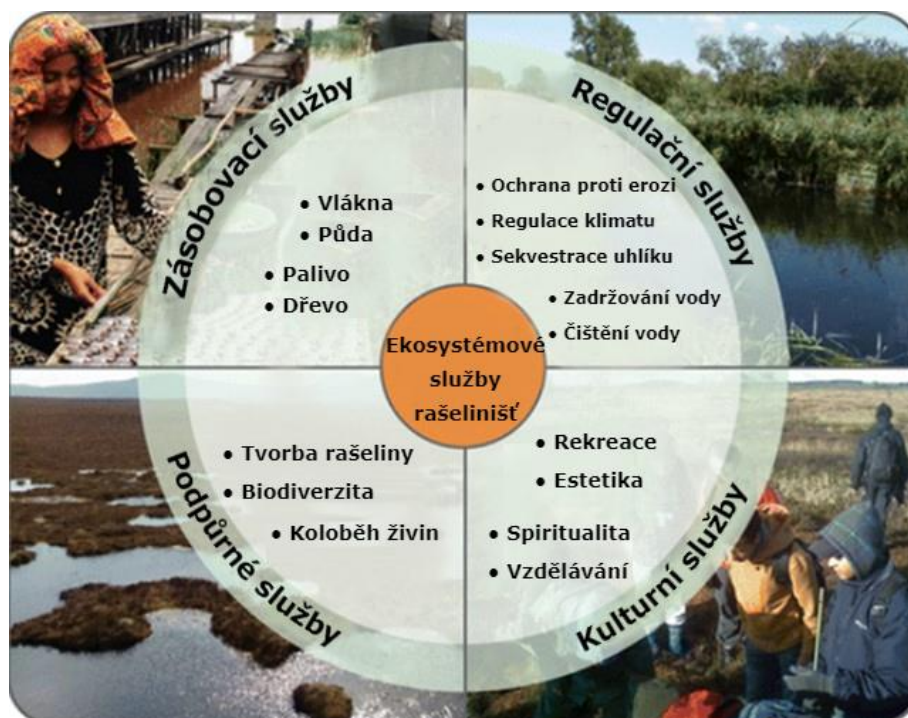 Zásobovací služby
• Vlákna
• Půda
• Palivo
• Dřevo
Regulační služby
• Ochrana proti erozi
• Regulace klimatu
• Sekvestrace uhlíku
• Zadržování vody
• Čištění vody
Ekosystémové
služby
rašelinišť
Podpůrné služby
• Tvorba rašeliny
• Biodiverzita
• Koloběh živin
Kulturní služby
• Rekreace
• Estetika
• Spiritualita
• Vzdělávání